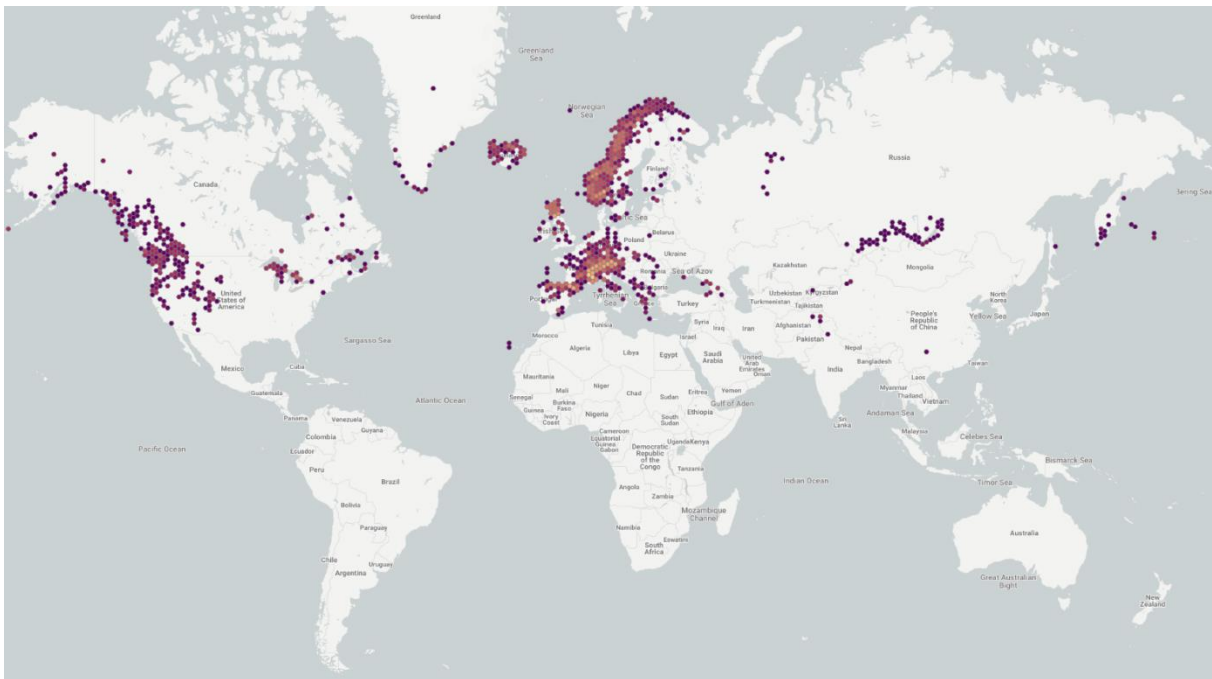 Greenland
Greenland
Sea
Norwegian
Sea
Russia
Canada
Finland
Bering Sea
Poland
Belarus
Ukraine
Kazakhstan
Mongolia
Sea of Azov
Tyrrhenian
Sea
Turkey
Uzbekistan
Kyrgyzstan
Turkmenistan
Tajikistan
North
Korea
United
States of
America
People's
Republic
of China
Yellow Sea
Japan
Syria
Iraq
Iran
Afghanistan
Pakistan
Morocco
Tunisia
Israel
Sargasso Sea
Algeria
Libya
Egypt
Saudi
Arabia
United
Arab
Emirates
Oman
Nepal
Bangladesh
Taiwan
Mexico
Cuba
India
Mauritania
Mali
Niger
Chad
Sudan
Eritrea
Yemen
Myanmar
Laos
Thailand
Vietnam
Guatemala
Atlantic Ocean
Senegal
Guinea
Burkina
Faso
Ivory
Coast
Nigeria
Gulf of Aden
Ethiopia
South
Sudan
Andaman Sea
Sri
Lanka
Panama
Venezuela
Guyana
Colombia
Cameroon
Equatorial
Guinea
Gabon
Uganda
Kenya
Malaysia
Celebes Sea
Pacific Ocean
Ecuador
Democratic
Republic
of the
Congo
Bismarck Sea
Peru
Brazil
Tanzania
Indian Ocean
Timor Sea
Angola
Zambia
Bolivia
Mozambique
Channel
Paraguay
Namibia
Eswatini
South
Africa
Australia
Chile
Uruguay
Argentina
Great Australian
Bight
New
Zealand